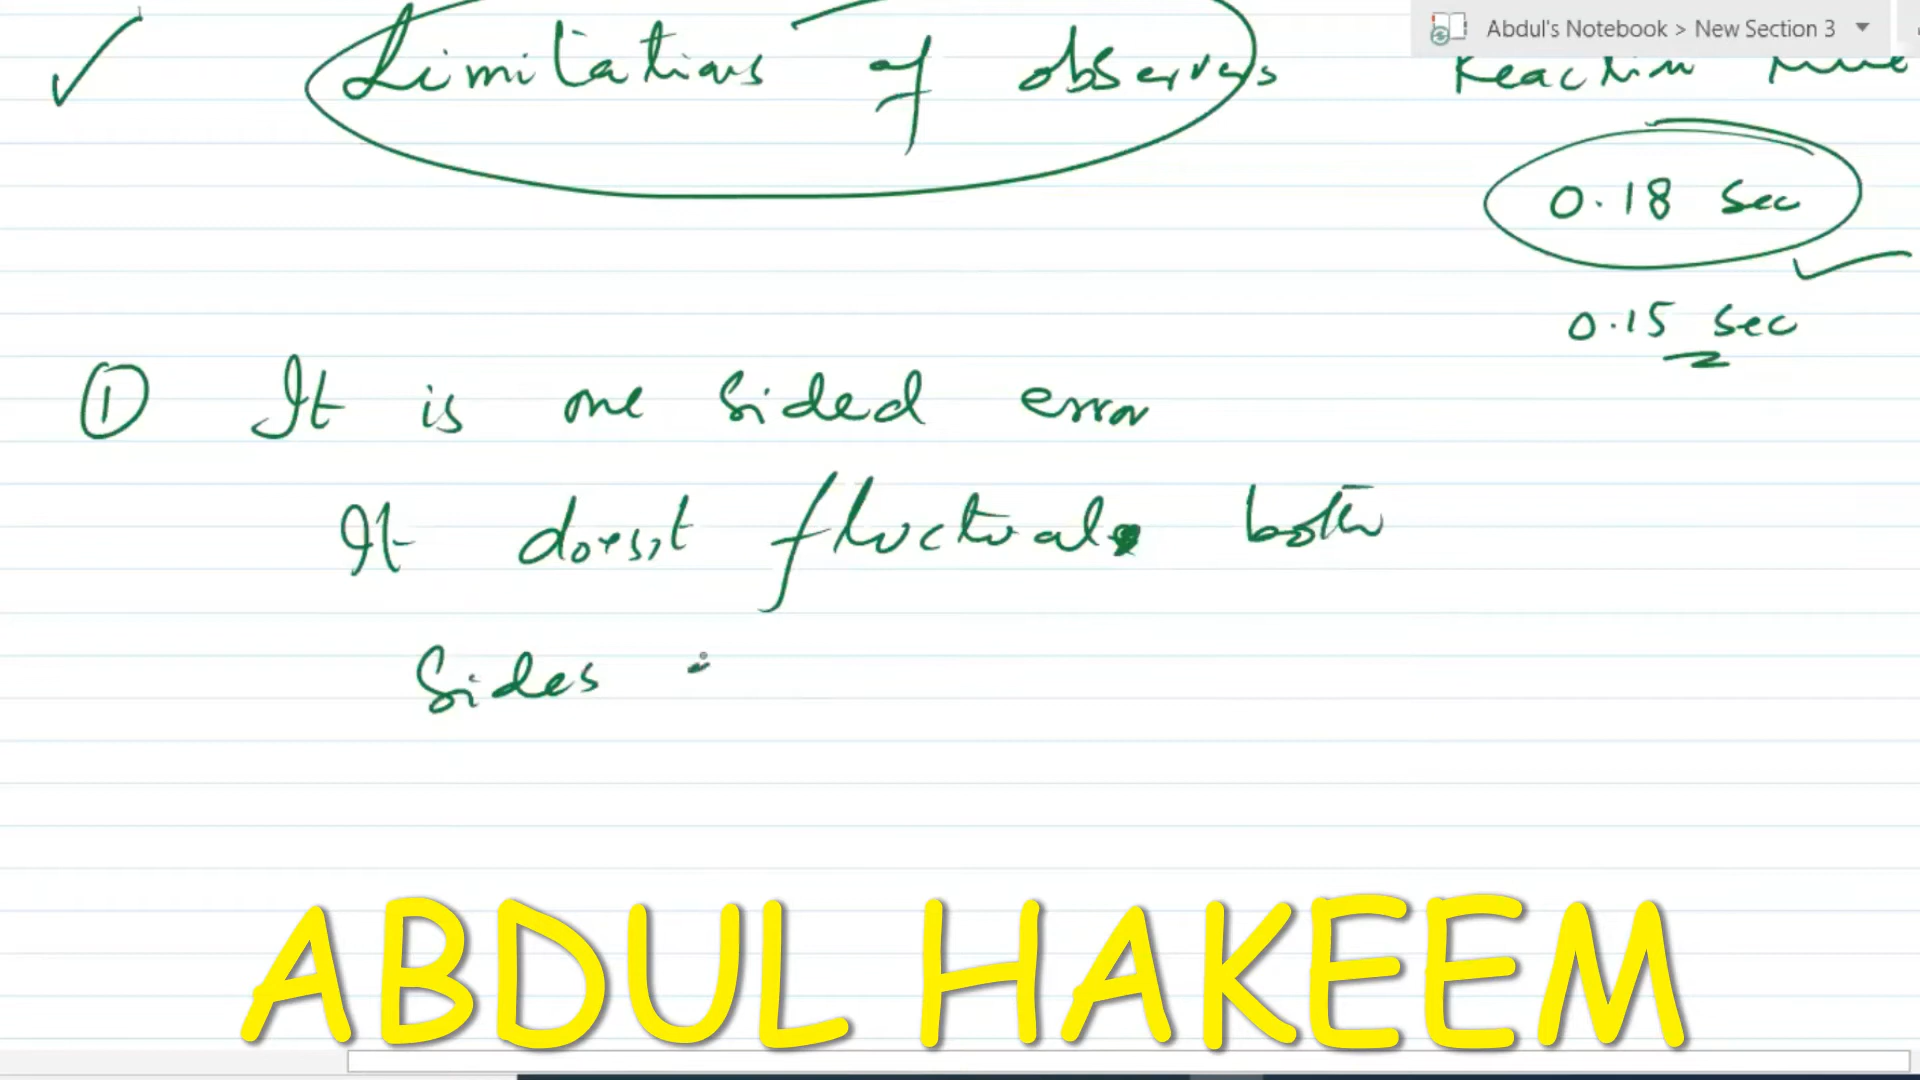 Abdul's Notebook > New Section 3
Limitations of observers
Reaction time
0.18 sec
0.15 sec
① It is one sided error
It doesn't fluctuate both
sides
ABDUL HAKEEM